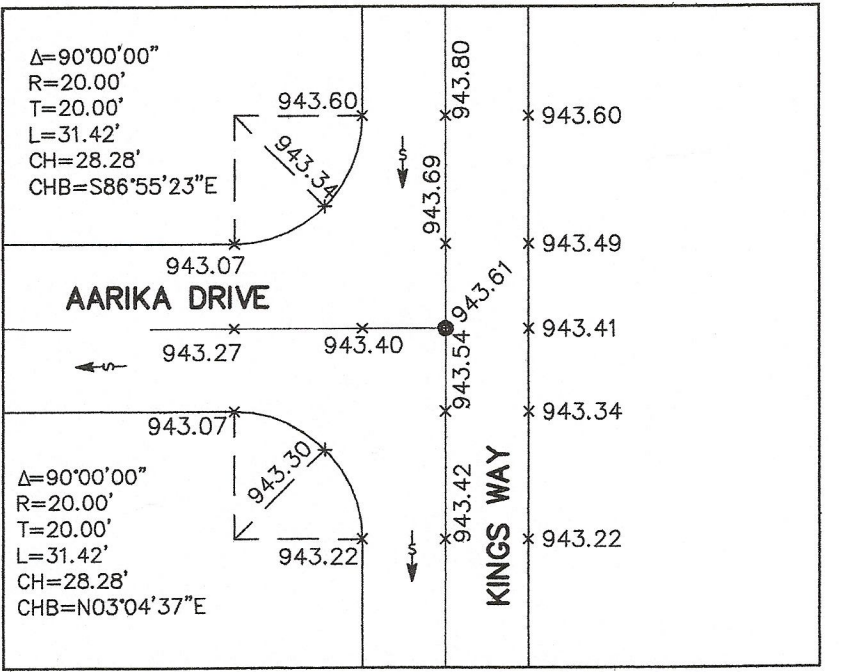 Δ=90°00'00"
R=20.00'
T=20.00'
L=31.42'
CH=28.28'
CHB=S86°55'23"E
943.60
943.34
943.07
943.80
943.69
S
943.60
943.49
AARIKA DRIVE
943.61
943.27
943.40
943.54
943.41
S
943.07
943.34
Δ=90°00'00"
R=20.00'
T=20.00'
L=31.42'
CH=28.28'
CHB=N03°04'37"E
943.30
943.22
943.42
S
KINGS WAY
943.22